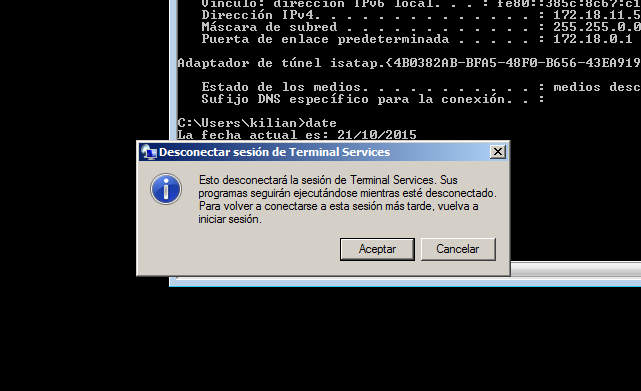 Vínculo: dirección IPv6 local. . . : fe80::385c:8c67:c1
Dirección IPv4. . . . . . . . . . . . . . : 172.18.11.5
Máscara de subred . . . . . . . . . . . . : 255.255.0.0
Puerta de enlace predeterminada . . . . . : 172.18.0.1
Adaptador de túnel isatap.{4B0382AB-BFA5-48F0-B656-43EA919
Estado de los medios. . . . . . . . . . . : medios desc
Sufijo DNS específico para la conexión. . :
C:\Users\kilian>date
La fecha actual es: 21/10/2015
Desconectar sesión de Terminal Services
Esto desconectará la sesión de Terminal Services. Sus
programas seguirán ejecutándose mientras esté desconectado.
Para volver a conectarse a esta sesión más tarde, vuelva a
iniciar sesión.
Aceptar Cancelar